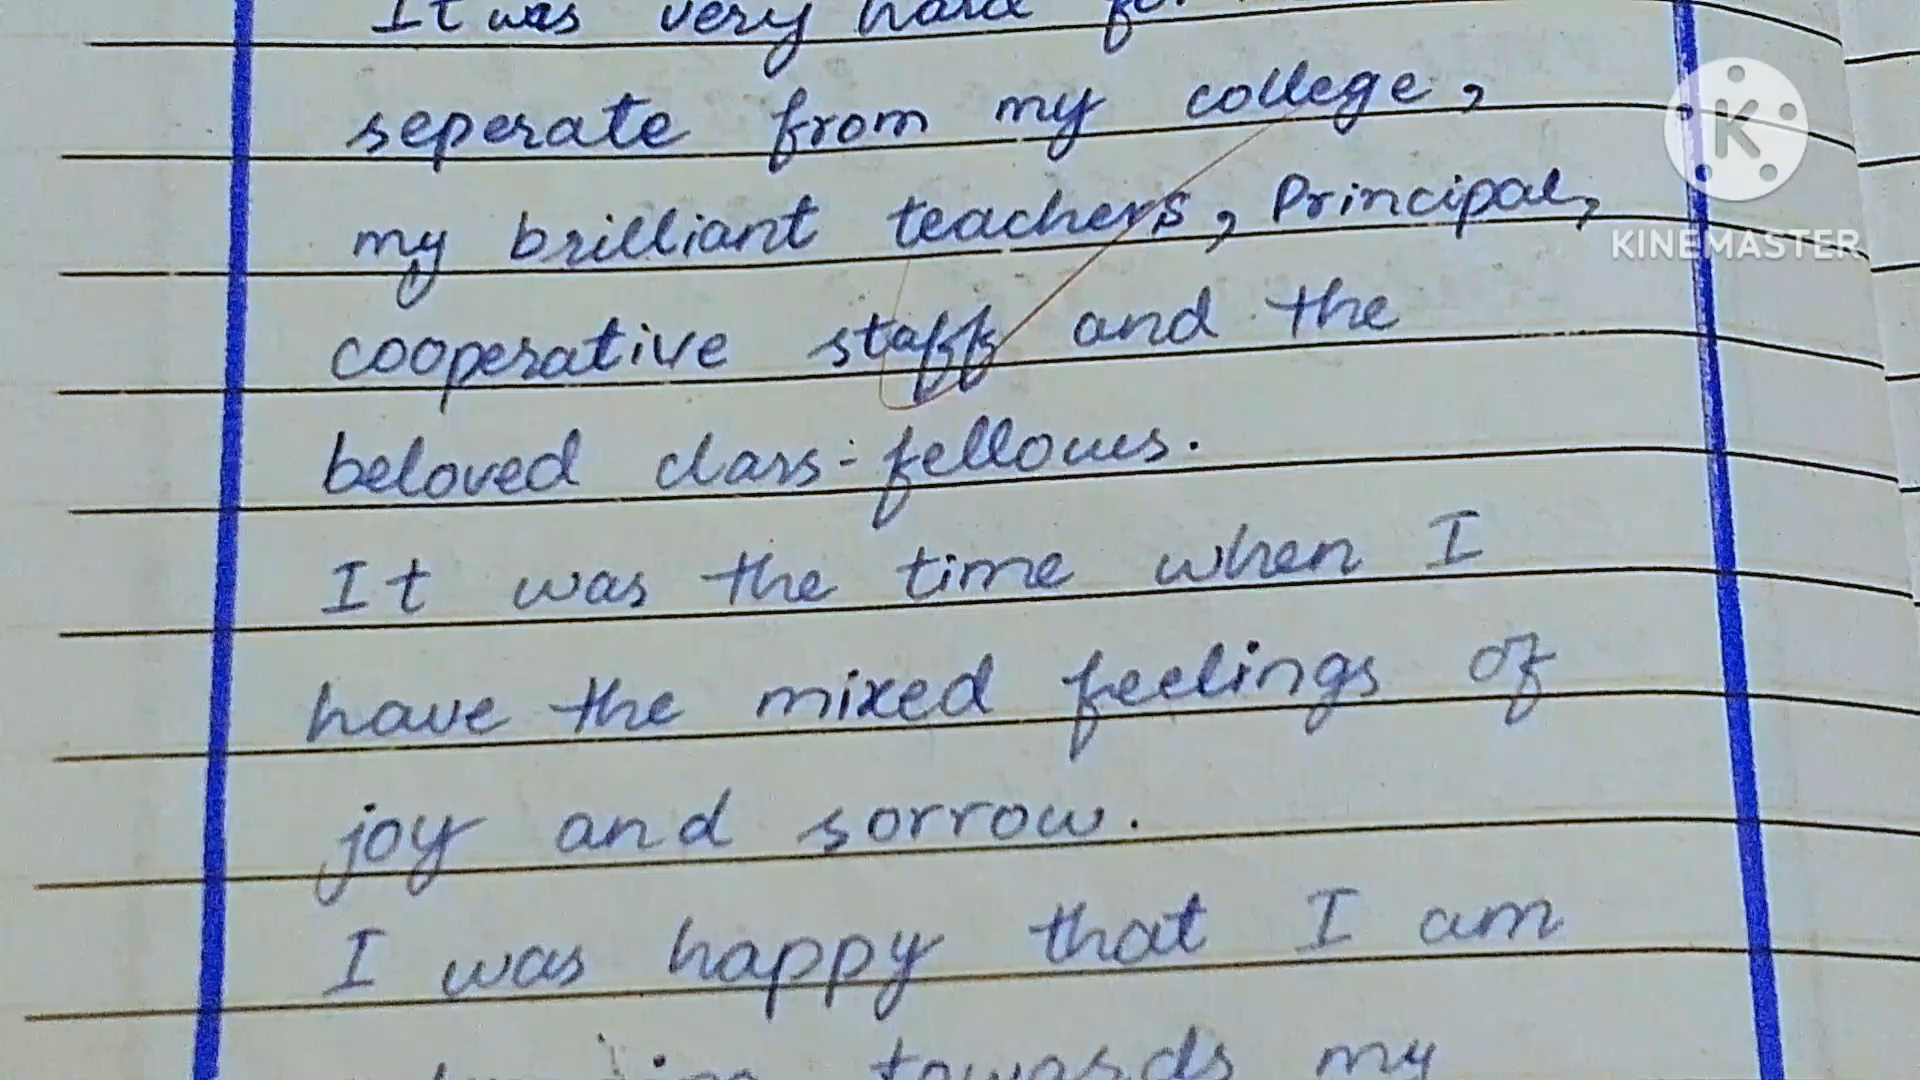 It was very hard for
seperate from my college,
my brilliant teachers, Principal,
KINEMASTER
cooperative staff and the
beloved class-fellows.
It was the time when I
have the mixed feelings of
joy and sorrow.
I was happy that I am
towards my